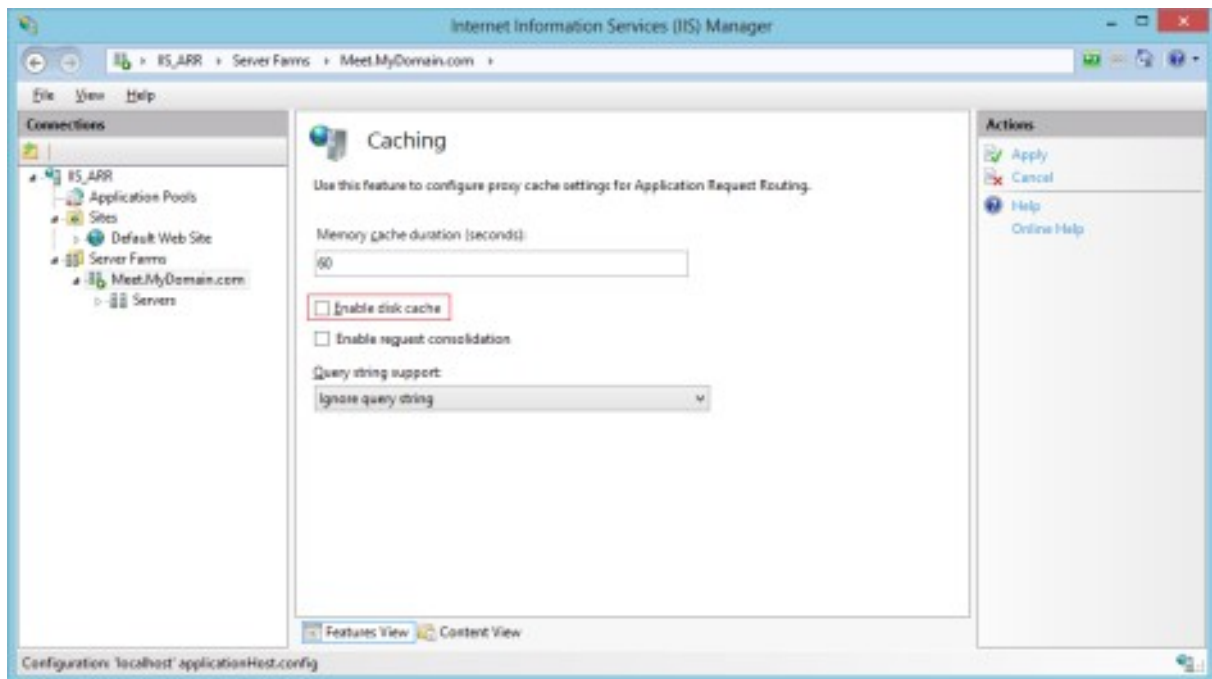 Internet Information Services (IIS) Manager
IIS_ARR Server Farms Meet.MyDomain.com
File View Help
Connections
IIS_ARR
Application Pools
Sites
Default Web Site
Server Farms
Meet.MyDomain.com
Servers
Caching
Use this feature to configure proxy cache settings for Application Request Routing.
Memory cache duration (seconds):
60
Enable disk cache
Enable request consolidation
Query string support:
Ignore query string
Features View Content View
Actions
Apply
Cancel
Help
Online Help
Configuration: 'localhost' applicationHost.config